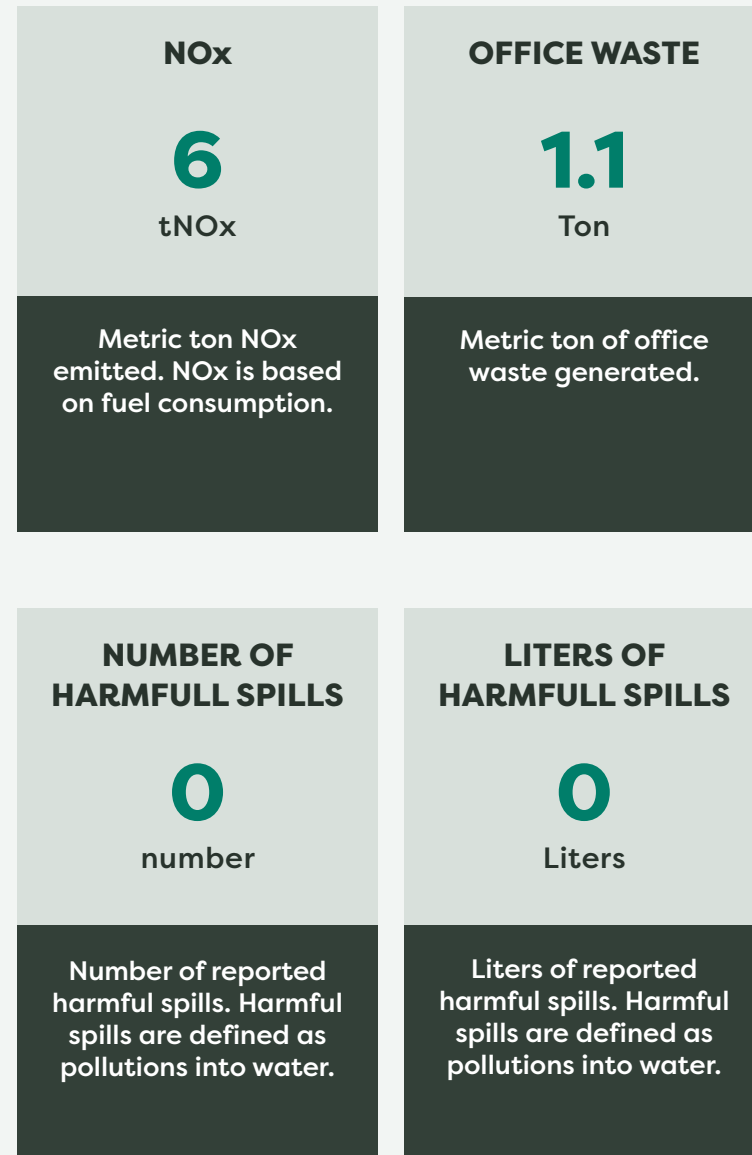 NOx
6
tNOx
Metric ton NOx
emitted. NOx is based
on fuel consumption.
OFFICE WASTE
1.1
Ton
Metric ton of office
waste generated.
NUMBER OF
HARMFULL SPILLS
0
number
Number of reported
harmful spills. Harmful
spills are defined as
pollutions into water.
LITERS OF
HARMFULL SPILLS
0
Liters
Liters of reported
harmful spills. Harmful
spills are defined as
pollutions into water.